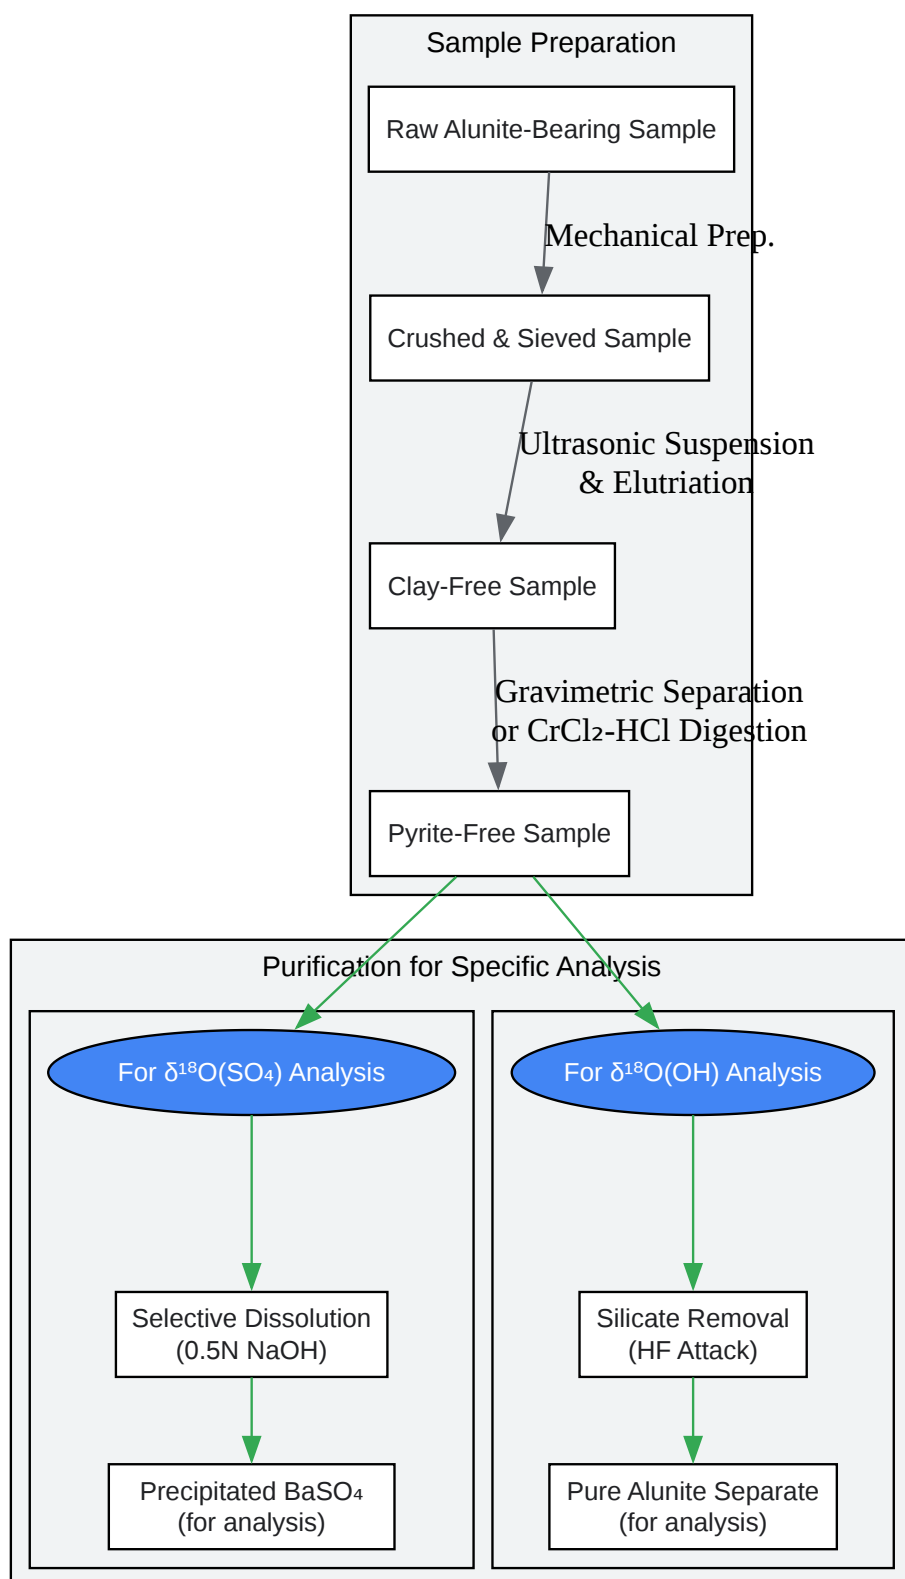 Sample Preparation
Raw Alunite-Bearing Sample
Mechanical Prep.
Crushed & Sieved Sample
Ultrasonic Suspension
& Elutriation
Clay-Free Sample
Gravimetric Separation
or CrCl₂-HCl Digestion
Pyrite-Free Sample
Purification for Specific Analysis
For δ¹⁸O(SO₄) Analysis
For δ¹⁸O(OH) Analysis
Selective Dissolution
(0.5N NaOH)
Silicate Removal
(HF Attack)
Precipitated BaSO₄
(for analysis)
Pure Alunite Separate
(for analysis)